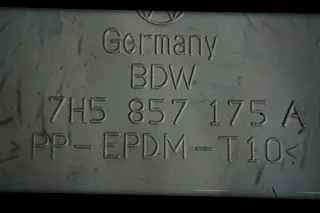 Germany
BDW
7H5 857 175 A
>PP-EPDM-T10<